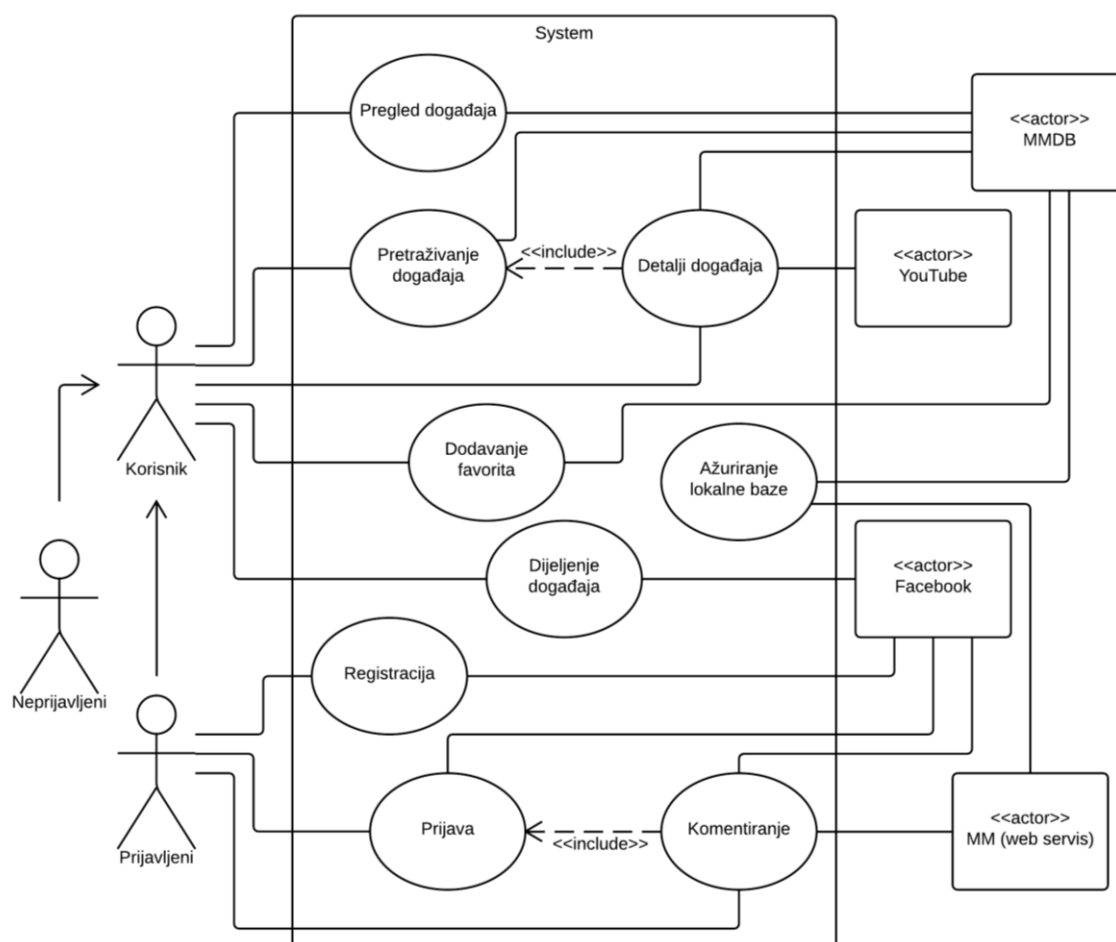 System
Pregled događaja
<<actor>>
MMDB
Pretraživanje
događaja
<<include>>
Detalji događaja
<<actor>>
YouTube
Korisnik
Dodavanje
favorita
Ažuriranje
lokalne baze
Dijeljenje
događaja
<<actor>>
Facebook
Registracija
Neprijavljeni
Prijava
<<include>>
Komentiranje
<<actor>>
MM (web servis)
Prijavljeni